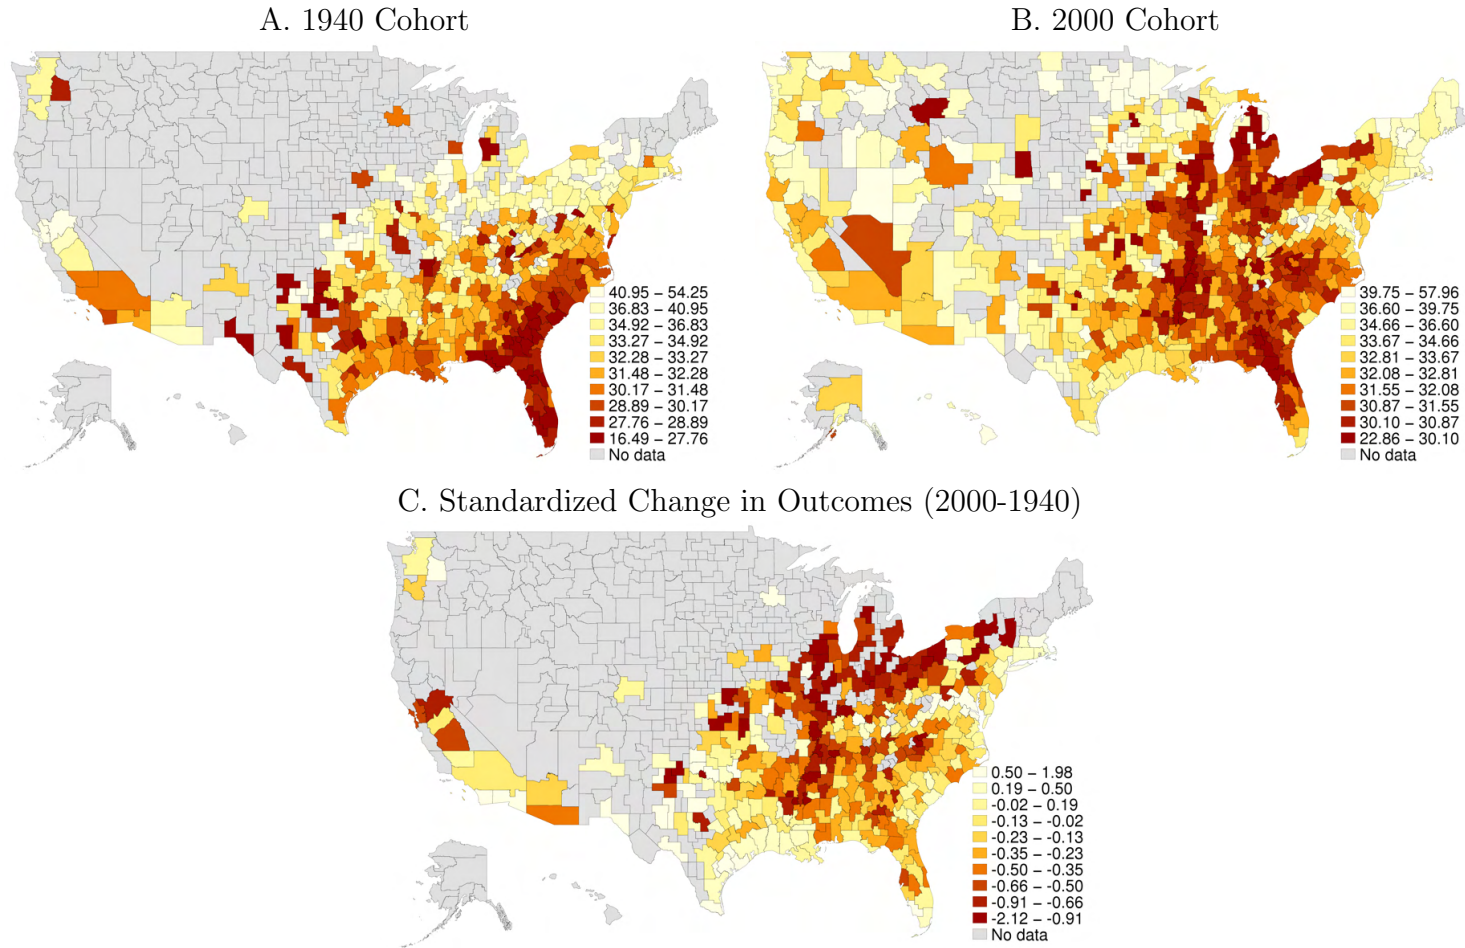 A. 1940 Cohort
40.95 – 54.25
36.83 – 40.95
34.92 – 36.83
33.27 – 34.92
32.28 – 33.27
31.48 – 32.28
30.17 – 31.48
28.89 – 30.17
27.76 – 28.89
16.49 – 27.76
No data
B. 2000 Cohort
39.75 – 57.96
36.60 – 39.75
34.66 – 36.60
33.67 – 34.66
32.81 – 33.67
32.08 – 32.81
31.55 – 32.08
30.87 – 31.55
30.10 – 30.87
22.86 – 30.10
No data
C. Standardized Change in Outcomes (2000-1940)
0.50 – 1.98
0.19 – 0.50
-0.02 – 0.19
-0.13 – -0.02
-0.23 – -0.13
-0.35 – -0.23
-0.50 – -0.35
-0.66 – -0.50
-0.91 – -0.66
-2.12 – -0.91
No data